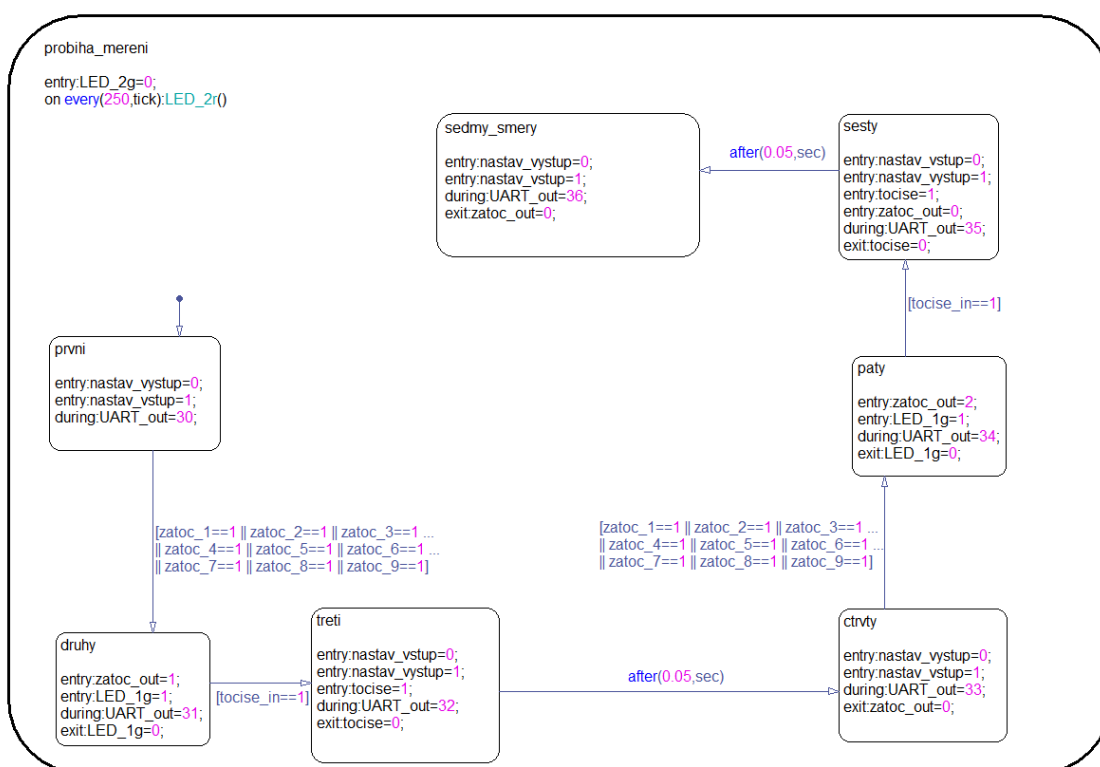 probiha_mereni
entry:LED_2g=0;
on every(250,tick):LED_2r()
sedmy_smery
entry:nastav_vystup=0;
entry:nastav_vstup=1;
during:UART_out=36;
exit:zatoc_out=0;
after(0.05,sec)
sesty
entry:nastav_vstup=0;
entry:nastav_vystup=1;
entry:tocise=1;
entry:zatoc_out=0;
during:UART_out=35;
exit:tocise=0;
[tocise_in==1]
prvni
entry:nastav_vystup=0;
entry:nastav_vstup=1;
during:UART_out=30;
paty
entry:zatoc_out=2;
entry:LED_1g=1;
during:UART_out=34;
exit:LED_1g=0;
[zatoc_1==1 || zatoc_2==1 || zatoc_3==1 ...
|| zatoc_4==1 || zatoc_5==1 || zatoc_6==1 ...
|| zatoc_7==1 || zatoc_8==1 || zatoc_9==1]
[zatoc_1==1 || zatoc_2==1 || zatoc_3==1 ...
|| zatoc_4==1 || zatoc_5==1 || zatoc_6==1 ...
|| zatoc_7==1 || zatoc_8==1 || zatoc_9==1]
druhy
entry:zatoc_out=1;
entry:LED_1g=1;
during:UART_out=31;
exit:LED_1g=0;
[tocise_in==1]
treti
entry:nastav_vstup=0;
entry:nastav_vystup=1;
entry:tocise=1;
during:UART_out=32;
exit:tocise=0;
after(0.05,sec)
ctrvty
entry:nastav_vystup=0;
entry:nastav_vstup=1;
during:UART_out=33;
exit:zatoc_out=0;